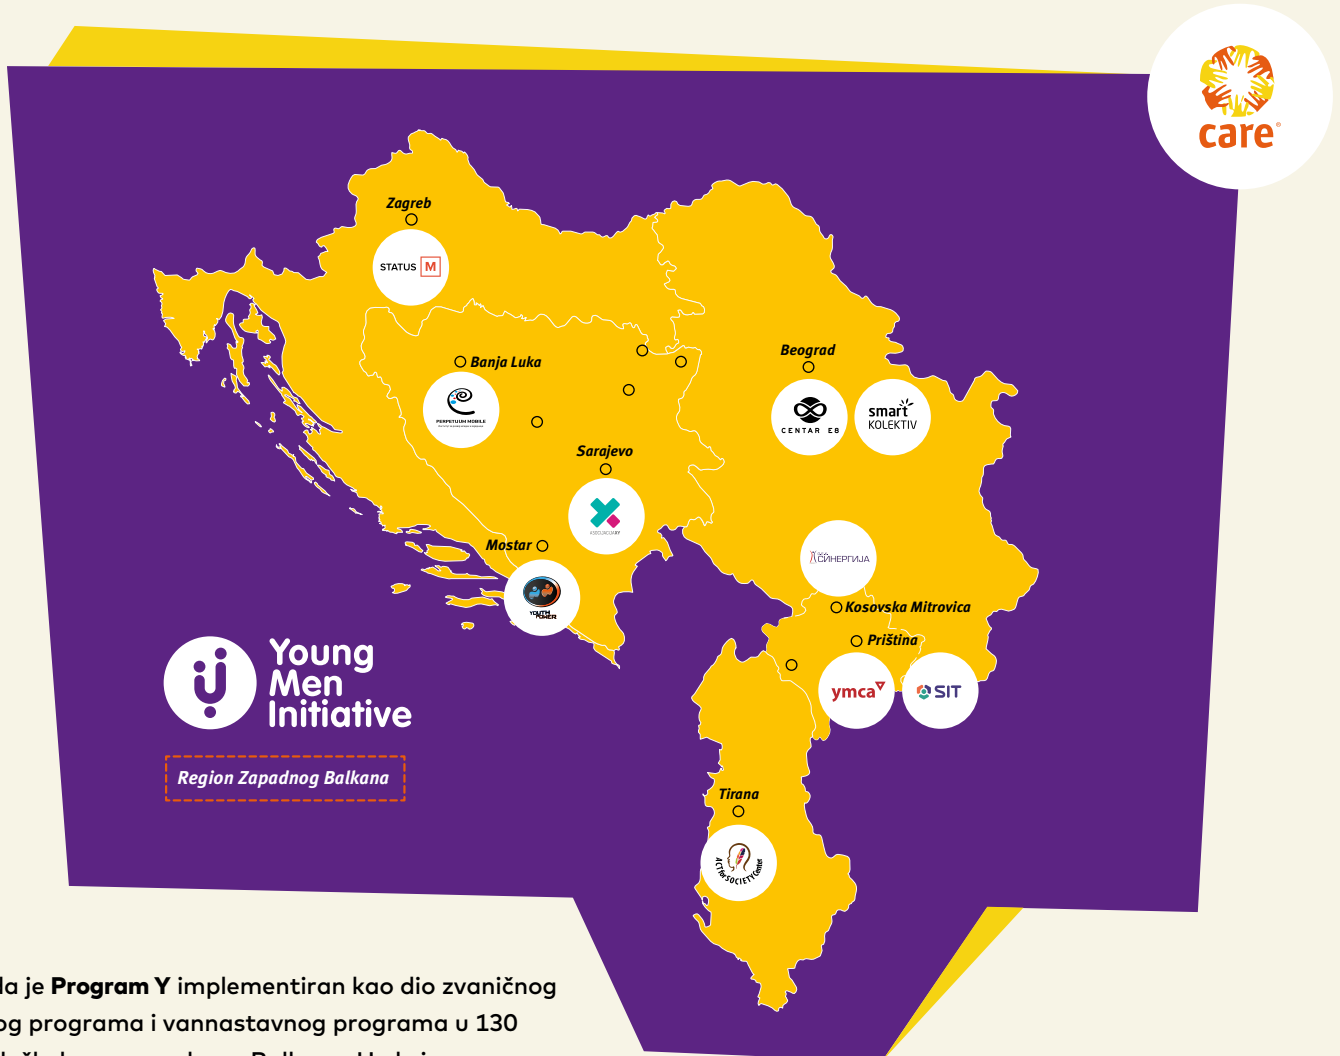 care
Zagreb
STATUS M
Banja Luka
PERPETUUM MOBILE
Beograd
CENTAR E8
smart
KOLEKTIV
Sarajevo
Mostar
YOUTH
POWER
СИНЕРГИЈА
Kosovska Mitrovica
Priština
ymca
SIT
Young
Men
Initiative
Region Zapadnog Balkana
Tirana
ACT for SOCIETY Center
je Program Y implementiran kao dio zvaničnog
programa i vannastavnog programa u 130